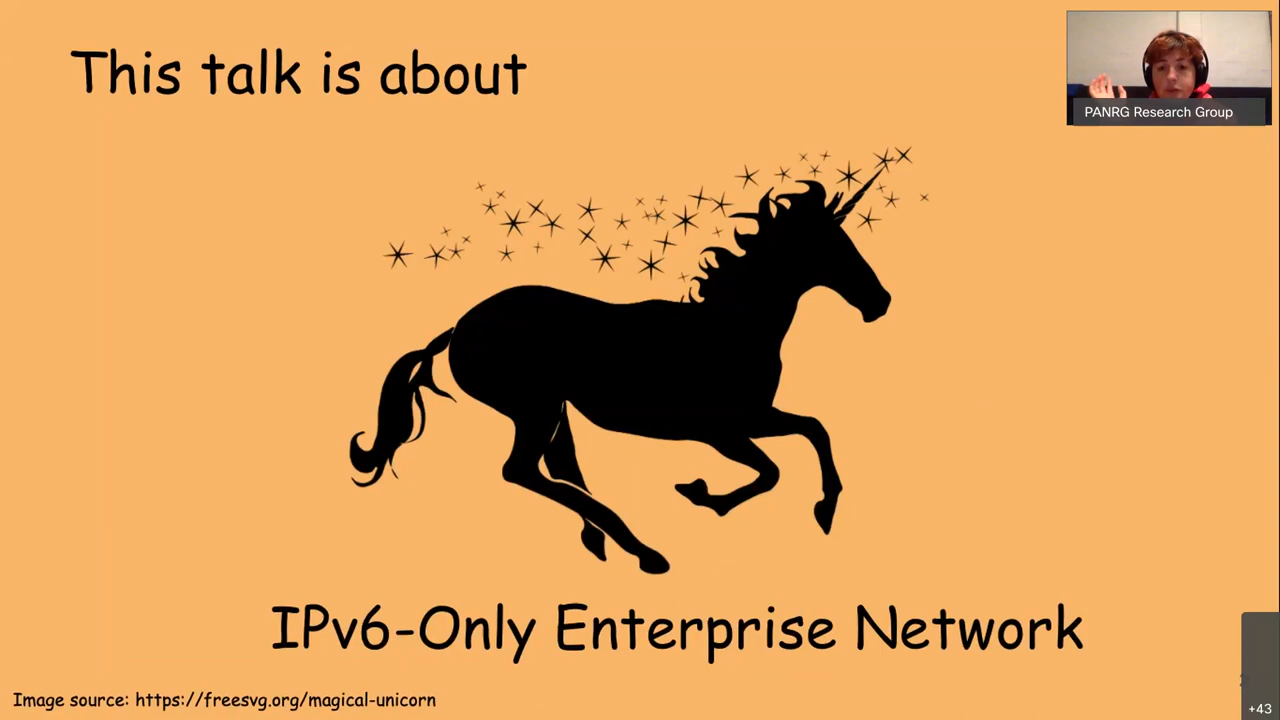 This talk is about
PANRG Research Group
IPv6-Only Enterprise Network
Image source: https://freesvg.org/magical-unicorn
+43